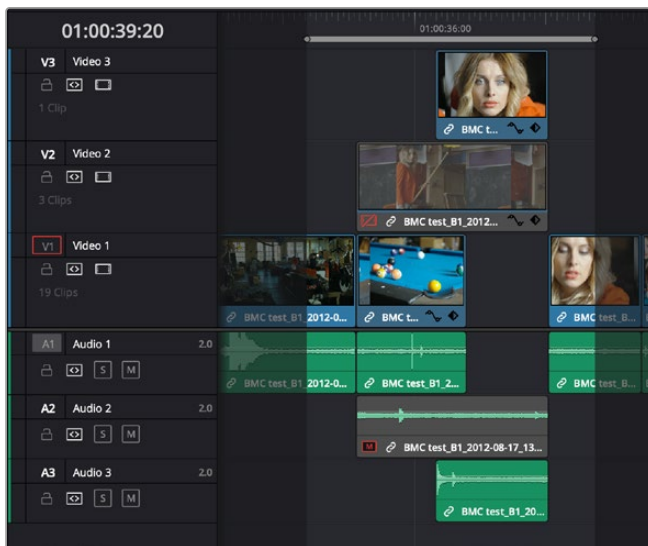 01:00:39:20
01:00:36:00
V3 Video 3
1 Clip
BMC t...
V2 Video 2
3 Clips
BMC test_B1_2012...
V1 Video 1
19 Clips
BMC test_B1_2012-0...
BMC t...
BMC test_B...
A1 Audio 1 2.0
S M
BMC test_B1_2012-0...
BMC test_B1_2...
BMC test_B...
A2 Audio 2 2.0
S M
M BMC test_B1_2012-08-17_13...
A3 Audio 3 2.0
S M
BMC test_B1_20...